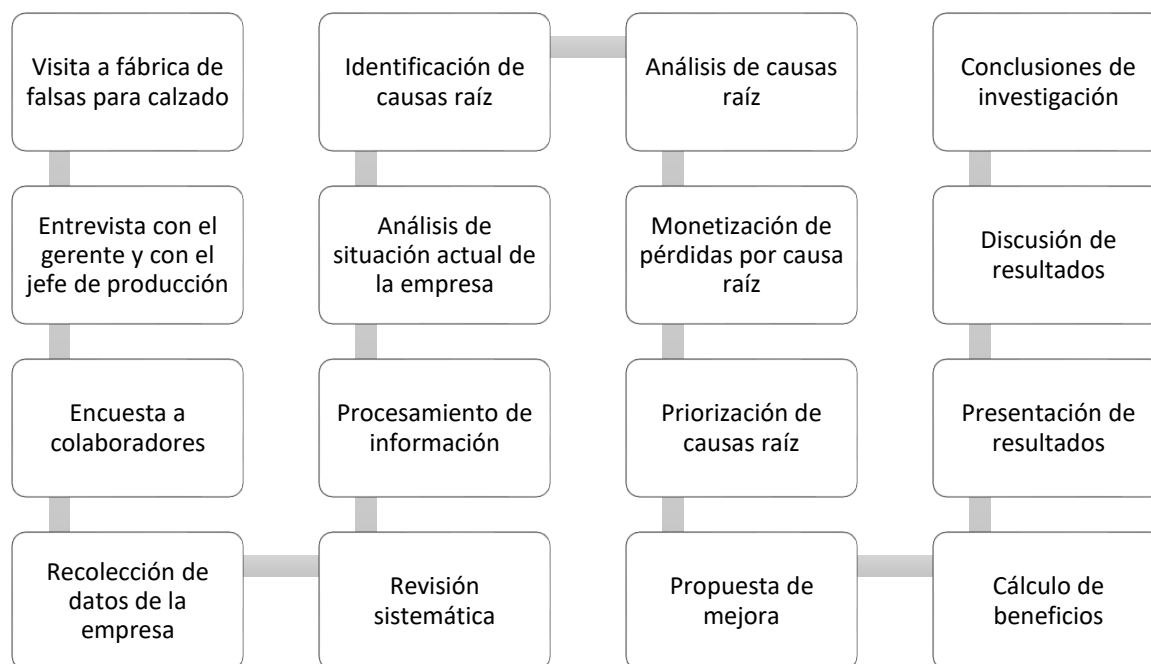 Visita a fábrica de
falsas para calzado
Entrevista con el
gerente y con el
jefe de producción
Encuesta a
colaboradores
Recolección de
datos de la
empresa
Revisión
sistemática
Procesamiento de
información
Análisis de
situación actual de
la empresa
Identificación de
causas raíz
Análisis de causas
raíz
Monetización de
pérdidas por causa
raíz
Priorización de
causas raíz
Propuesta de
mejora
Cálculo de
beneficios
Presentación de
resultados
Discusión de
resultados
Conclusiones de
investigación